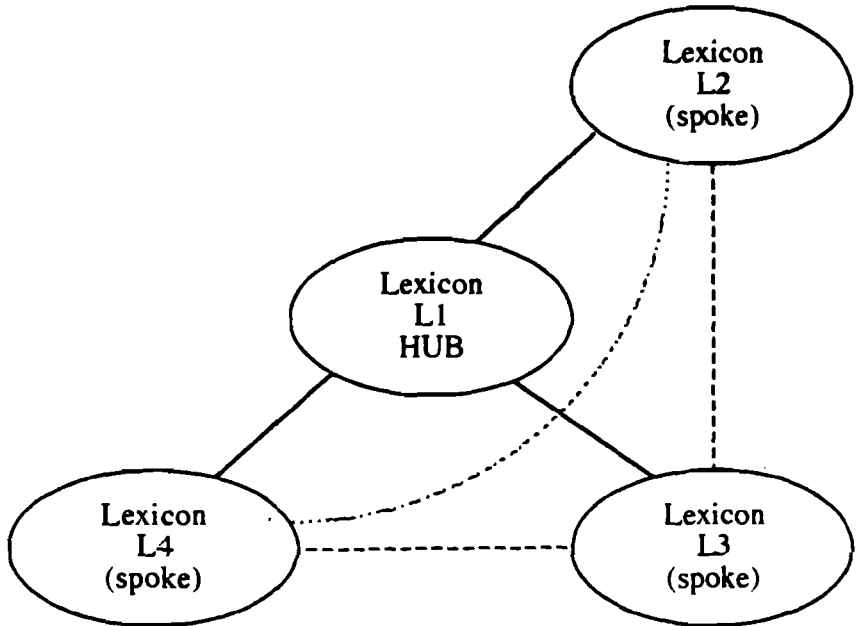 Lexicon
L2
(spoke)
Lexicon
L1
HUB
Lexicon
L4
(spoke)
Lexicon
L3
(spoke)